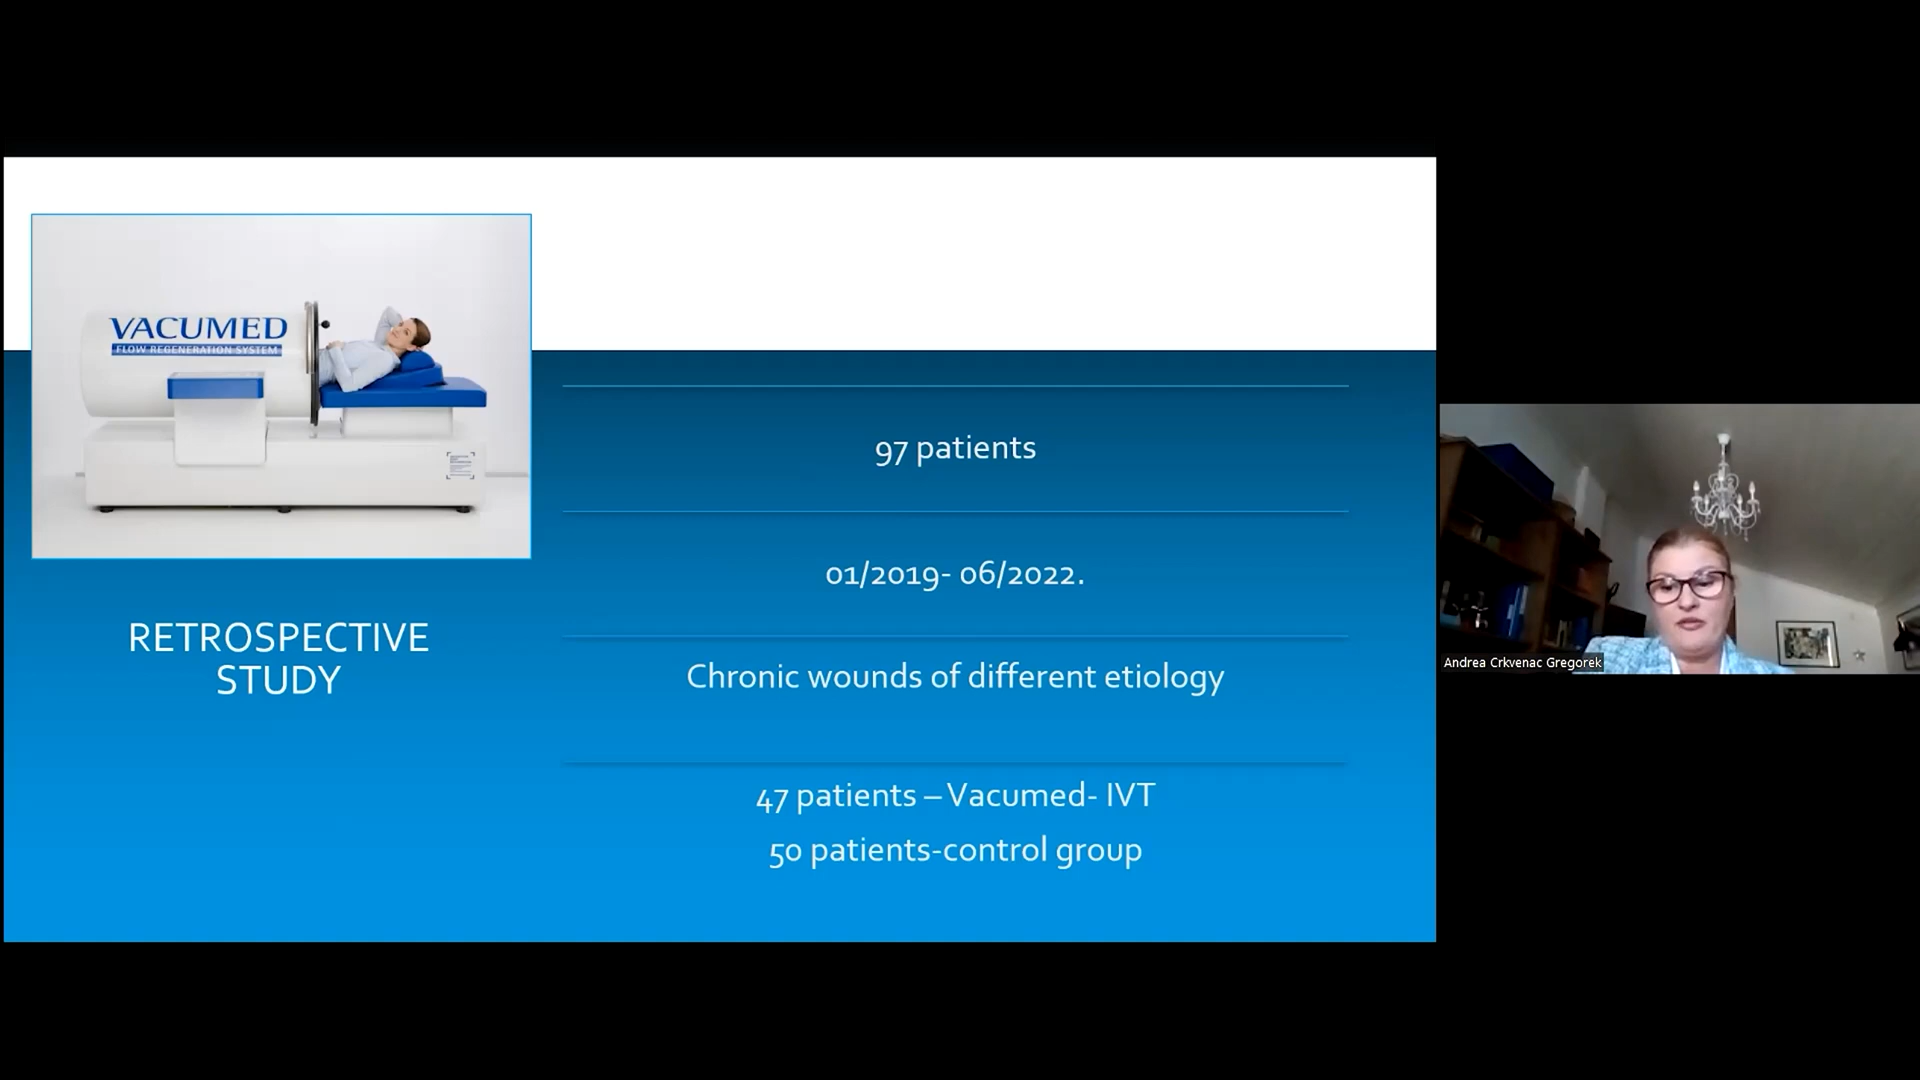 VACUMED
FLOW REGENERATION SYSTEM
RETROSPECTIVE
STUDY
97 patients
01/2019- 06/2022.
Chronic wounds of different etiology
47 patients – Vacumed- IVT
50 patients-control group
Andrea Crkvenac Gregorek